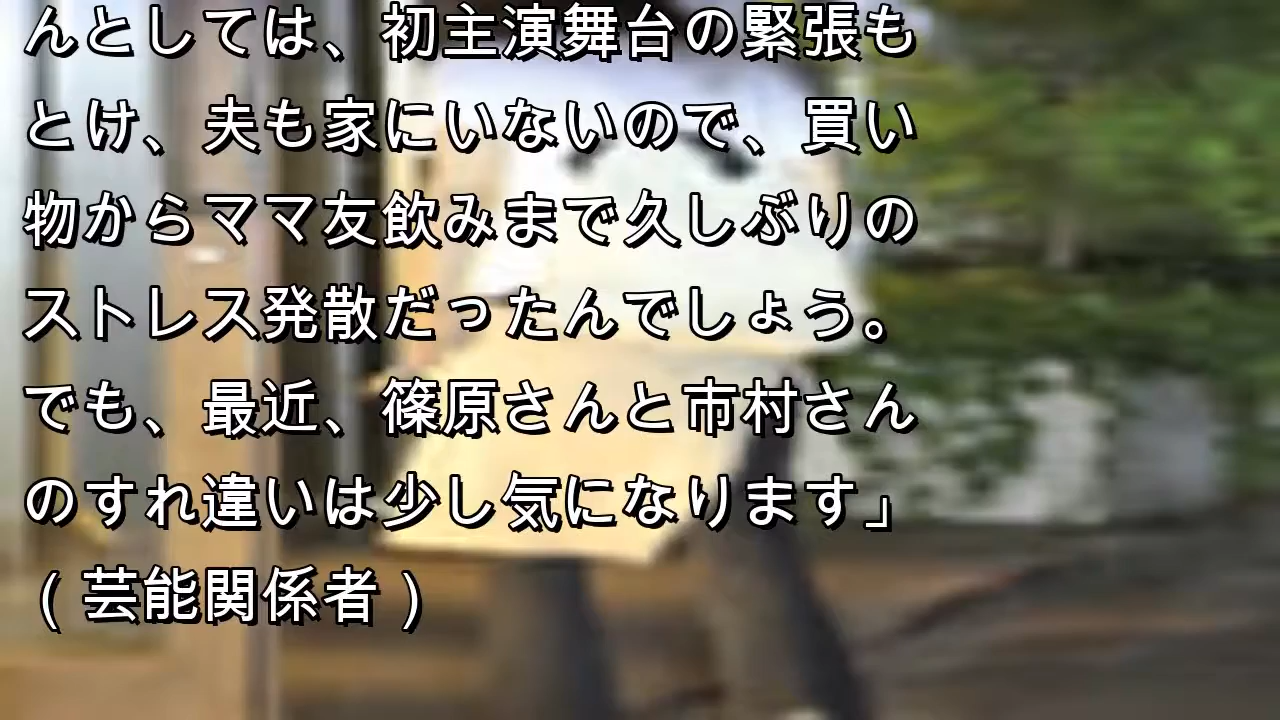 んとしては、初主演舞台の緊張も
とけ、夫も家にいないので、買い
物からママ友飲みまで久しぶりの
ストレス発散だったんでしょう。
でも、最近、篠原さんと市村さん
のすれ違いは少し気になります」
(芸能関係者)